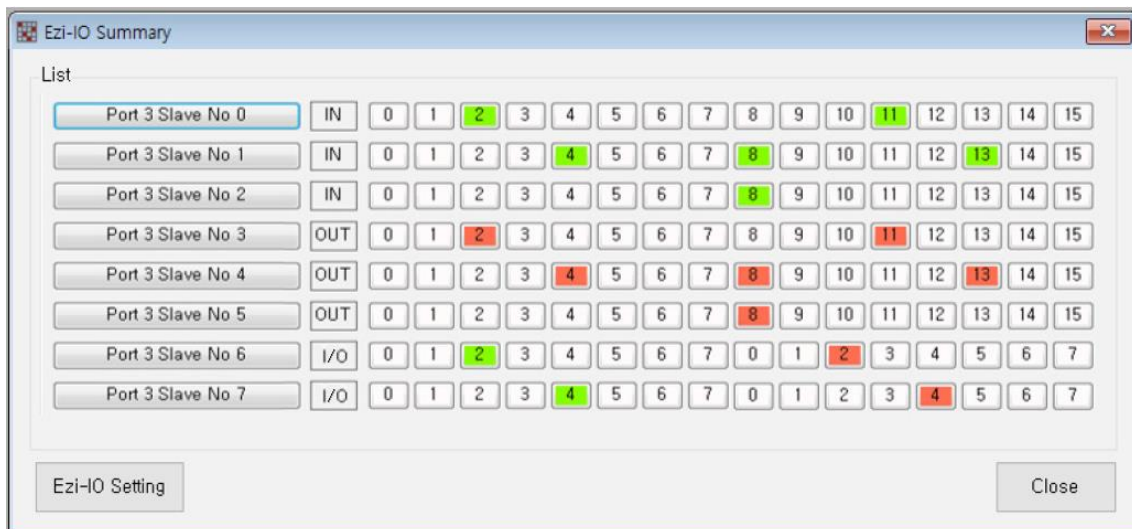 Ezi-IO Summary
List
Port 3 Slave No 0 IN 0 1 2 3 4 5 6 7 8 9 10 11 12 13 14 15
Port 3 Slave No 1 IN 0 1 2 3 4 5 6 7 8 9 10 11 12 13 14 15
Port 3 Slave No 2 IN 0 1 2 3 4 5 6 7 8 9 10 11 12 13 14 15
Port 3 Slave No 3 OUT 0 1 2 3 4 5 6 7 8 9 10 11 12 13 14 15
Port 3 Slave No 4 OUT 0 1 2 3 4 5 6 7 8 9 10 11 12 13 14 15
Port 3 Slave No 5 OUT 0 1 2 3 4 5 6 7 8 9 10 11 12 13 14 15
Port 3 Slave No 6 I/O 0 1 2 3 4 5 6 7 0 1 2 3 4 5 6 7
Port 3 Slave No 7 I/O 0 1 2 3 4 5 6 7 0 1 2 3 4 5 6 7
Ezi-IO Setting Close